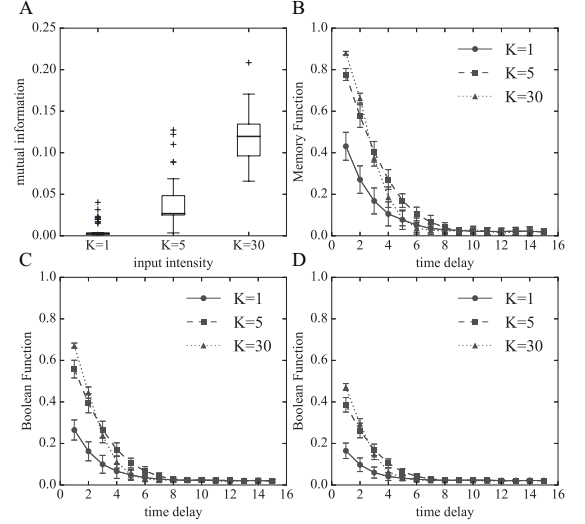 A
mutual information
0.25
0.20
0.15
0.10
0.05
0.00
K=1 K=5 K=30
input intensity
B
Memory Function
1.0
0.8
0.6
0.4
0.2
0.0
K=1
K=5
K=30
0 2 4 6 8 10 12 14 16
time delay
C
Boolean Function
1.0
0.8
0.6
0.4
0.2
0.0
K=1
K=5
K=30
0 2 4 6 8 10 12 14 16
time delay
D
Boolean Function
1.0
0.8
0.6
0.4
0.2
0.0
K=1
K=5
K=30
0 2 4 6 8 10 12 14 16
time delay